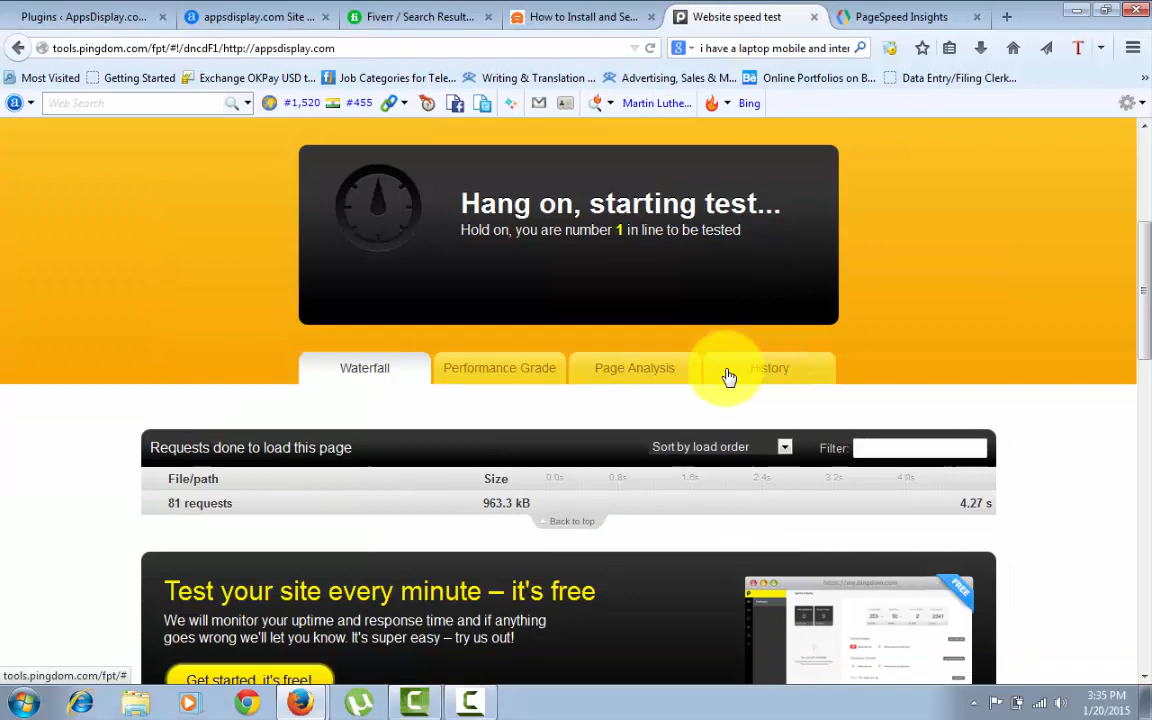 Plugins ‹ AppsDisplay.co...
appsdisplay.com Site ...
Fiverr / Search Result...
How to Install and Se...
Website speed test
PageSpeed Insights
tools.pingdom.com/fpt/#!/dncdF1/http://appsdisplay.com
i have a laptop mobile and inter
Most Visited
Getting Started
Exchange OKPay USD t...
Job Categories for Tele...
Writing & Translation ...
Advertising, Sales & M...
Online Portfolios on B...
Data Entry/Filing Clerk...
Web Search
#1,520
#455
Martin Luthe...
Bing
Hang on, starting test...
Hold on, you are number 1 in line to be tested
Waterfall
Performance Grade
Page Analysis
History
Requests done to load this page
Sort by load order
Filter:
File/path
Size
0.0s
0.8s
1.6s
2.4s
3.2s
4.0s
81 requests
963.3 kB
4.27 s
Back to top
Test your site every minute – it's free
We will monitor your uptime and response time and if anything
goes wrong we'll let you know. It's super easy – try us out!
FREE
Get started, it's free!
tools.pingdom.com/fpt/#
3:35 PM
1/20/2015